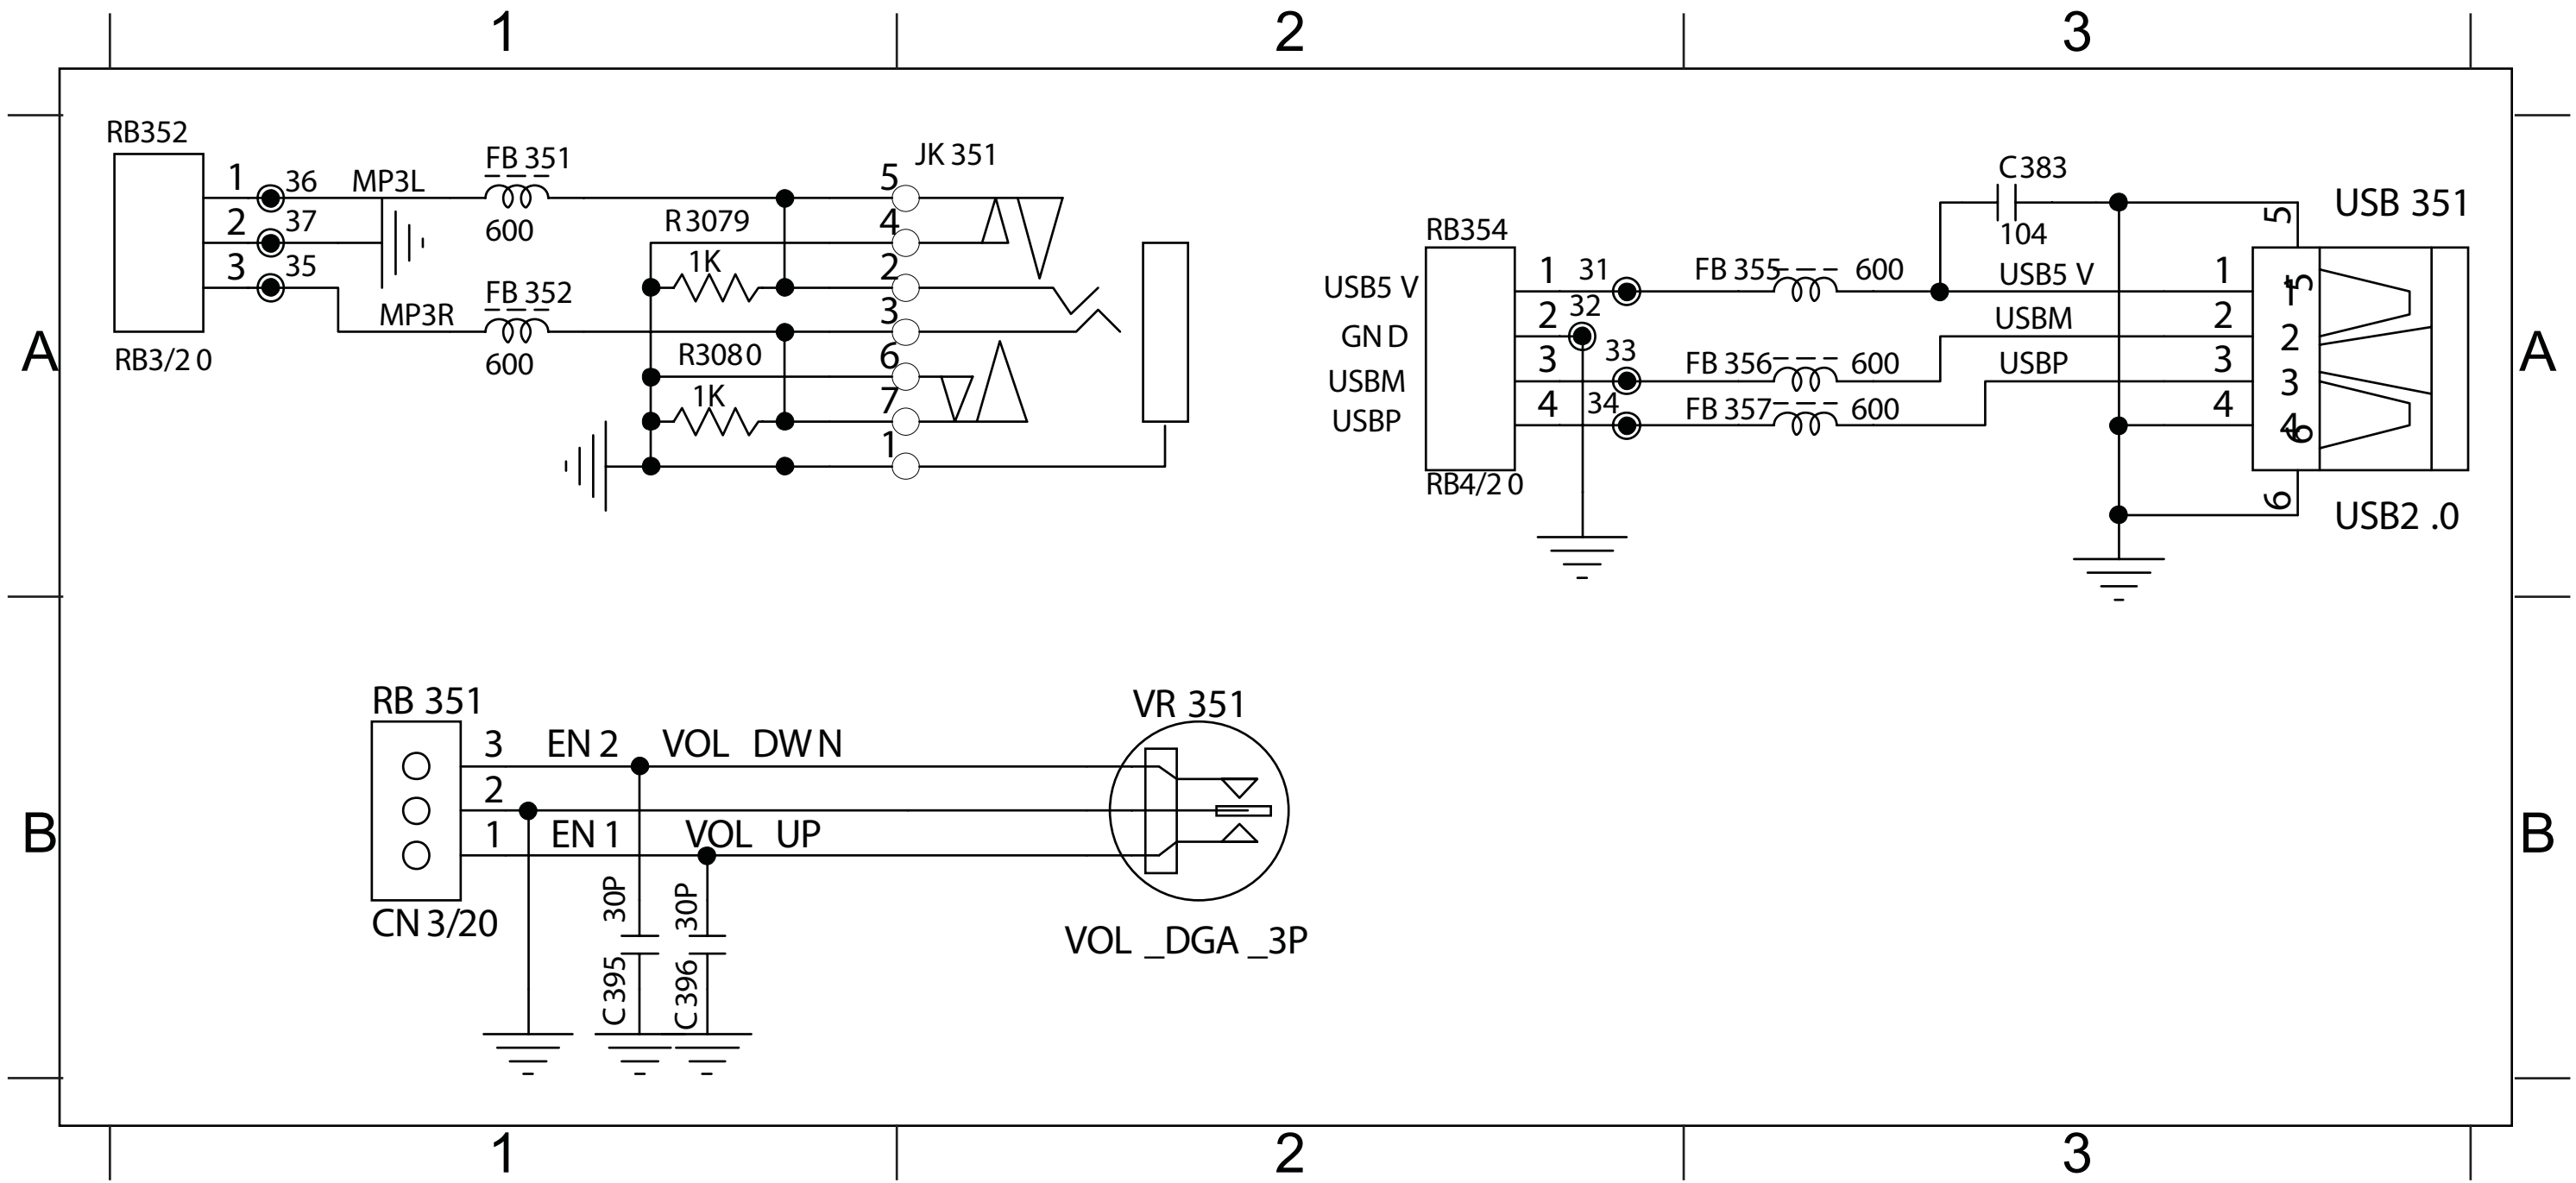 1
2
3
A
A
RB352
1
36
MP3L
2
37
3
35
MP3R
RB3/2 0
FB 351
600
FB 352
600
R 3079
1K
R3080
1K
JK 351
5
4
2
3
6
7
1
RB354
USB5 V
GN D
USBM
USBP
1
31
2
32
3
33
4
34
RB4/2 0
FB 355
600
FB 356
600
FB 357
600
C 383
104
USB5 V
USBM
USBP
1
2
3
4
5
6
1
5
2
3
4
6
USB 351
USB2 .0
B
B
RB 351
3
EN 2
VOL DW N
2
1
EN 1
VOL UP
CN 3/20
30P
C 395
30P
C 396
VR 351
VOL _DGA _3P
1
2
3